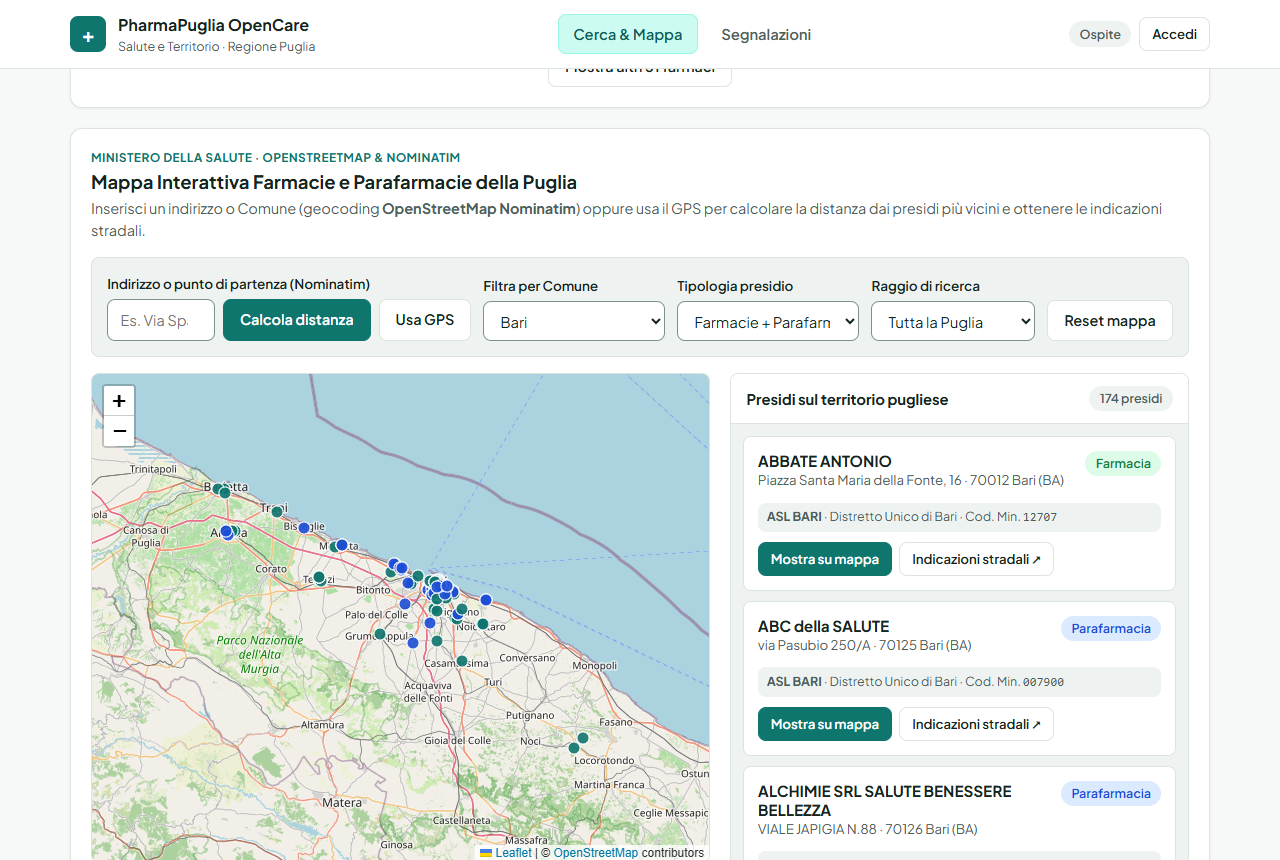 +
PharmaPuglia OpenCare
Salute e Territorio · Regione Puglia
Cerca & Mappa
Segnalazioni
Ospite
Accedi
MINISTERO DELLA SALUTE · OPENSTREETMAP & NOMINATIM
Mappa Interattiva Farmacie e Parafarmacie della Puglia
Inserisci un indirizzo o Comune (geocoding OpenStreetMap Nominatim) oppure usa il GPS per calcolare la distanza dai presidi più vicini e ottenere le indicazioni
stradali.
Indirizzo o punto di partenza (Nominatim)
Es. Via Spa
Calcola distanza
Usa GPS
Filtra per Comune
Bari
Tipologia presidio
Farmacie + Parafarn
Raggio di ricerca
Tutta la Puglia
Reset mappa
+
−
Trinitapoli
Canosa di
Puglia
Corato
Bitonto
Palo del Colle
Parco Nazionale
dell'Alta
Murgia
Acquaviva
delle Fonti
Conversano
Monopoli
Turi
Putignano
Altamura
Gioia del Colle
Noci
Fasano
Locorotondo
Ostun
Martina Franca
Matera
Ceglie Messapic
Castellaneta
Massafra
Ginosa
Leaflet | © OpenStreetMap contributors
Presidi sul territorio pugliese
174 presidi
ABBATE ANTONIO
Farmacia
Piazza Santa Maria della Fonte, 16 · 70012 Bari (BA)
ASL BARI · Distretto Unico di Bari · Cod. Min. 12707
Mostra su mappa
Indicazioni stradali ↗
ABC della SALUTE
Parafarmacia
via Pasubio 250/A · 70125 Bari (BA)
ASL BARI · Distretto Unico di Bari · Cod. Min. 007900
Mostra su mappa
Indicazioni stradali ↗
ALCHIMIE SRL SALUTE BENESSERE
BELLEZZA
Parafarmacia
VIALE JAPIGIA N.88 · 70126 Bari (BA)